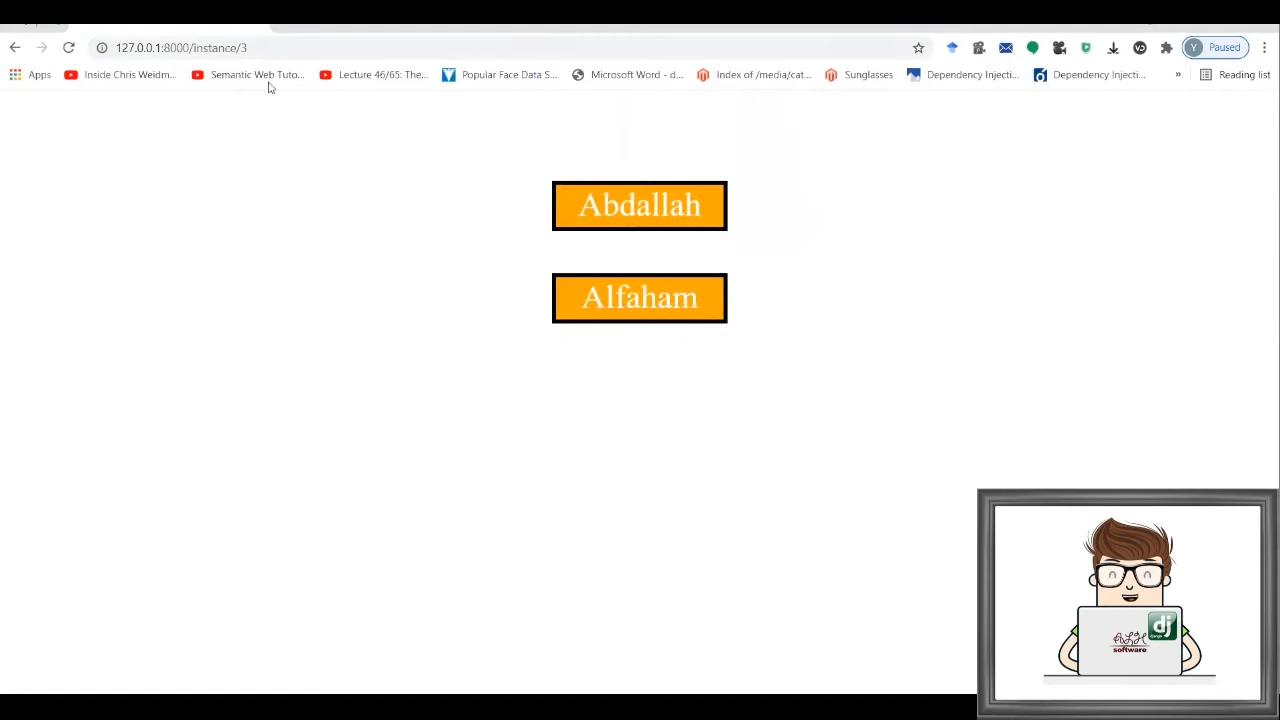 127.0.0.1:8000/instance/3
Paused
Y
Apps
Inside Chris Weidm...
Semantic Web Tuto...
Lecture 46/65: The...
Popular Face Data S...
Microsoft Word - d...
Index of /media/cat...
Sunglasses
Dependency Injecti...
Dependency Injecti...
»
Reading list
Abdallah
Alfaham
dj
django
software